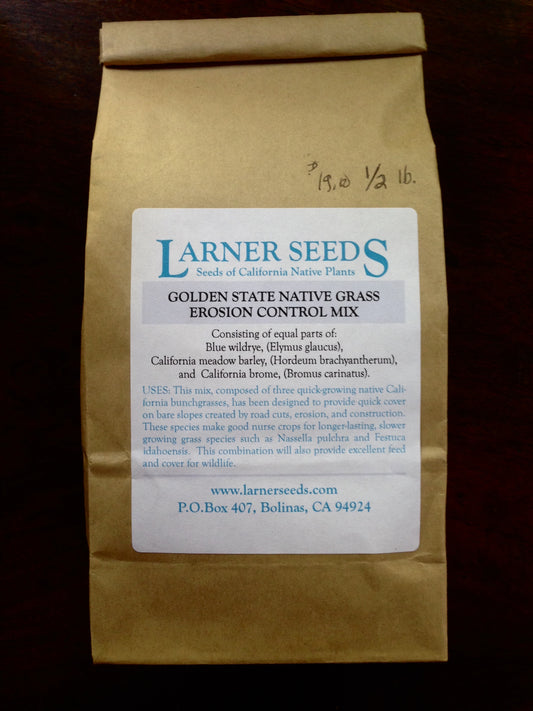 19.00 1/2 lb.
LARNER SEEDS
Seeds of California Native Plants
GOLDEN STATE NATIVE GRASS
EROSION CONTROL MIX
Consisting of equal parts of:
Blue wildrye, (Elymus glaucus),
California meadow barley, (Hordeum brachyantherum),
and California brome, (Bromus carinatus).
USES: This mix, composed of three quick-growing native Cali-
fornia bunchgrasses, has been designed to provide quick cover
on bare slopes created by road cuts, erosion, and construction.
These species make good nurse crops for longer-lasting, slower
growing grass species such as Nassella pulchra and Festuca
idahoensis. This combination will also provide excellent feed
and cover for wildlife.
www.larnerseeds.com
P.O.Box 407, Bolinas, CA 94924